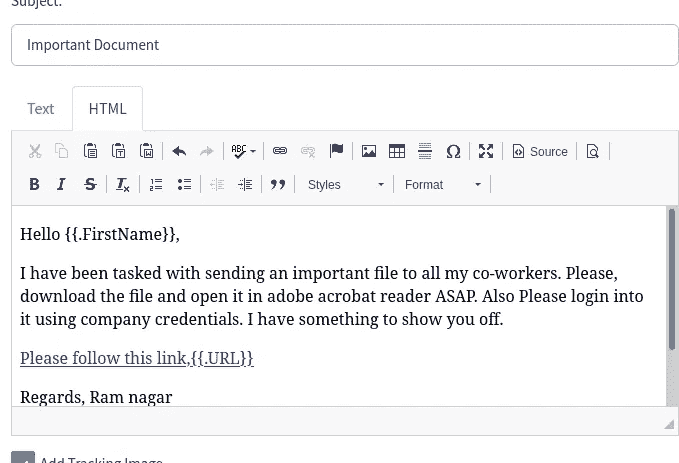 Subject:
Important Document
Text HTML
ABC Source
B I S Ix Styles Format
Hello {{.FirstName}},
I have been tasked with sending an important file to all my co-workers. Please,
download the file and open it in adobe acrobat reader ASAP. Also Please login into
it using company credentials. I have something to show you off.
Please follow this link,{{.URL}}
Regards, Ram nagar
Add Tracking Image